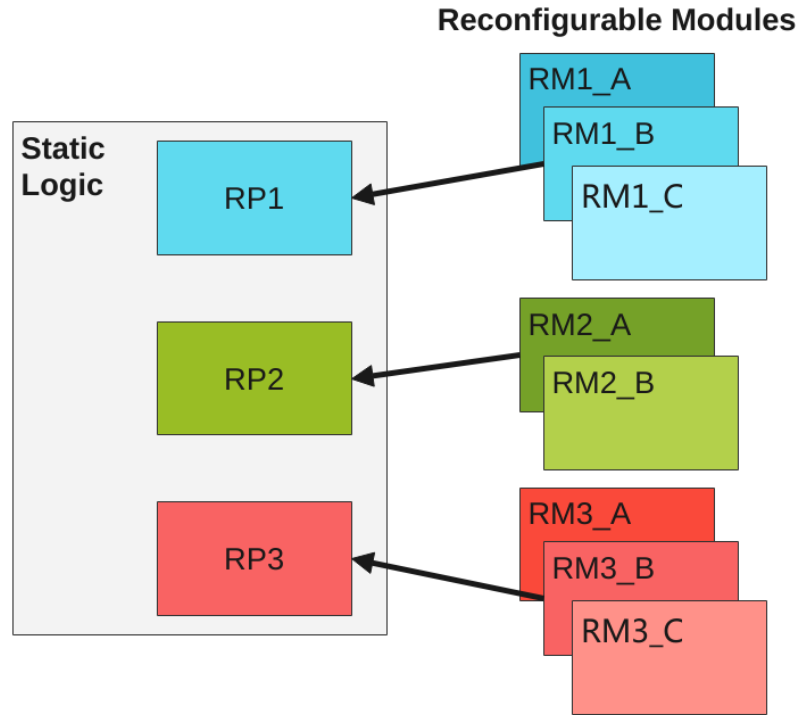 Reconfigurable Modules
Static
Logic
RP1
RP2
RP3
RM1_A
RM1_B
RM1_C
RM2_A
RM2_B
RM3_A
RM3_B
RM3_C